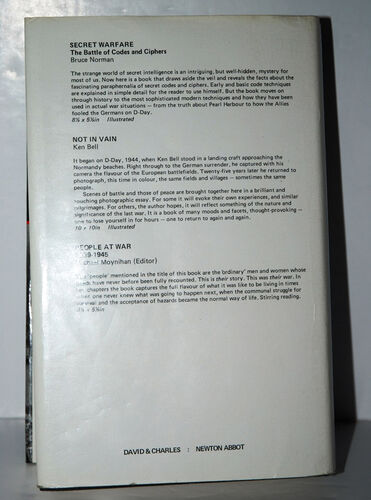 SECRET WARFARE
The Battle of Codes and Ciphers
Bruce Norman
The strange world of secret intelligence is an intriguing, but well-hidden, mystery for
most of us. Now here is a book that draws aside the veil and reveals the facts about the
fascinating paraphernalia of secret codes and ciphers. Early and basic code techniques
are explained in simple detail for the reader to use himself. But the book moves on
through history to the most sophisticated modern techniques and how they have been
used in actual war situations — from the truth about Pearl Harbour to how the Allies
fooled the Germans on D-Day.
8½ x 5½in Illustrated
NOT IN VAIN
Ken Bell
It began on D-Day, 1944, when Ken Bell stood in a landing craft approaching the
Normandy beaches. Right through to the German surrender, he captured with his
camera the flavour of the European battlefields. Twenty-five years later he returned to
photograph, this time in colour, the same fields and villages — sometimes the same
people.
Scenes of battle and those of peace are brought together here in a brilliant and
touching photographic essay. For some it will evoke their own experiences, and similar
pilgrimages. For others, the author hopes, it will reflect something of the nature and
significance of the last war. It is a book of many moods and facets, thought-provoking —
one to lose yourself in for hours — one to return to again and again.
10 x 10in Illustrated
PEOPLE AT WAR
39-1945
Moynihan (Editor)
'people' mentioned in the title of this book are the 'ordinary' men and women whose
have never before been fully recounted. This is their story. This was their war. In
chapters the book captures the full flavour of what it was like to be living in times
one never knew what was going to happen next, when the communal struggle for
survival and the acceptance of hazards became the normal way of life. Stirring reading.
x 5½in
DAVID & CHARLES : NEWTON ABBOT